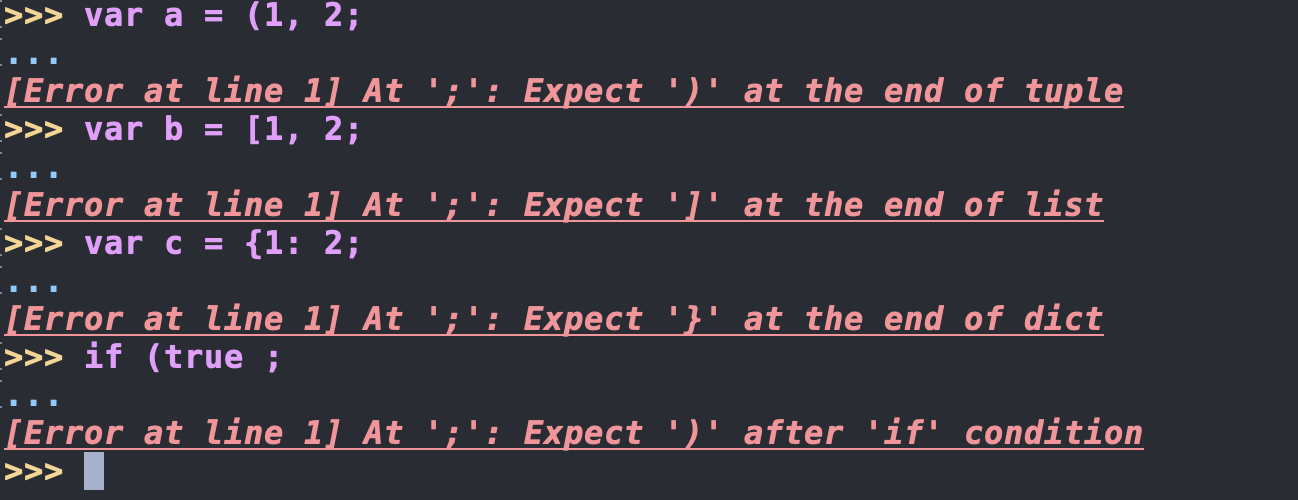 >>> var a = (1, 2;
...
[Error at line 1] At ';': Expect ')' at the end of tuple
>>> var b = [1, 2;
...
[Error at line 1] At ';': Expect ']' at the end of list
>>> var c = {1: 2;
...
[Error at line 1] At ';': Expect '}' at the end of dict
>>> if (true ;
...
[Error at line 1] At ';': Expect ')' after 'if' condition
>>>